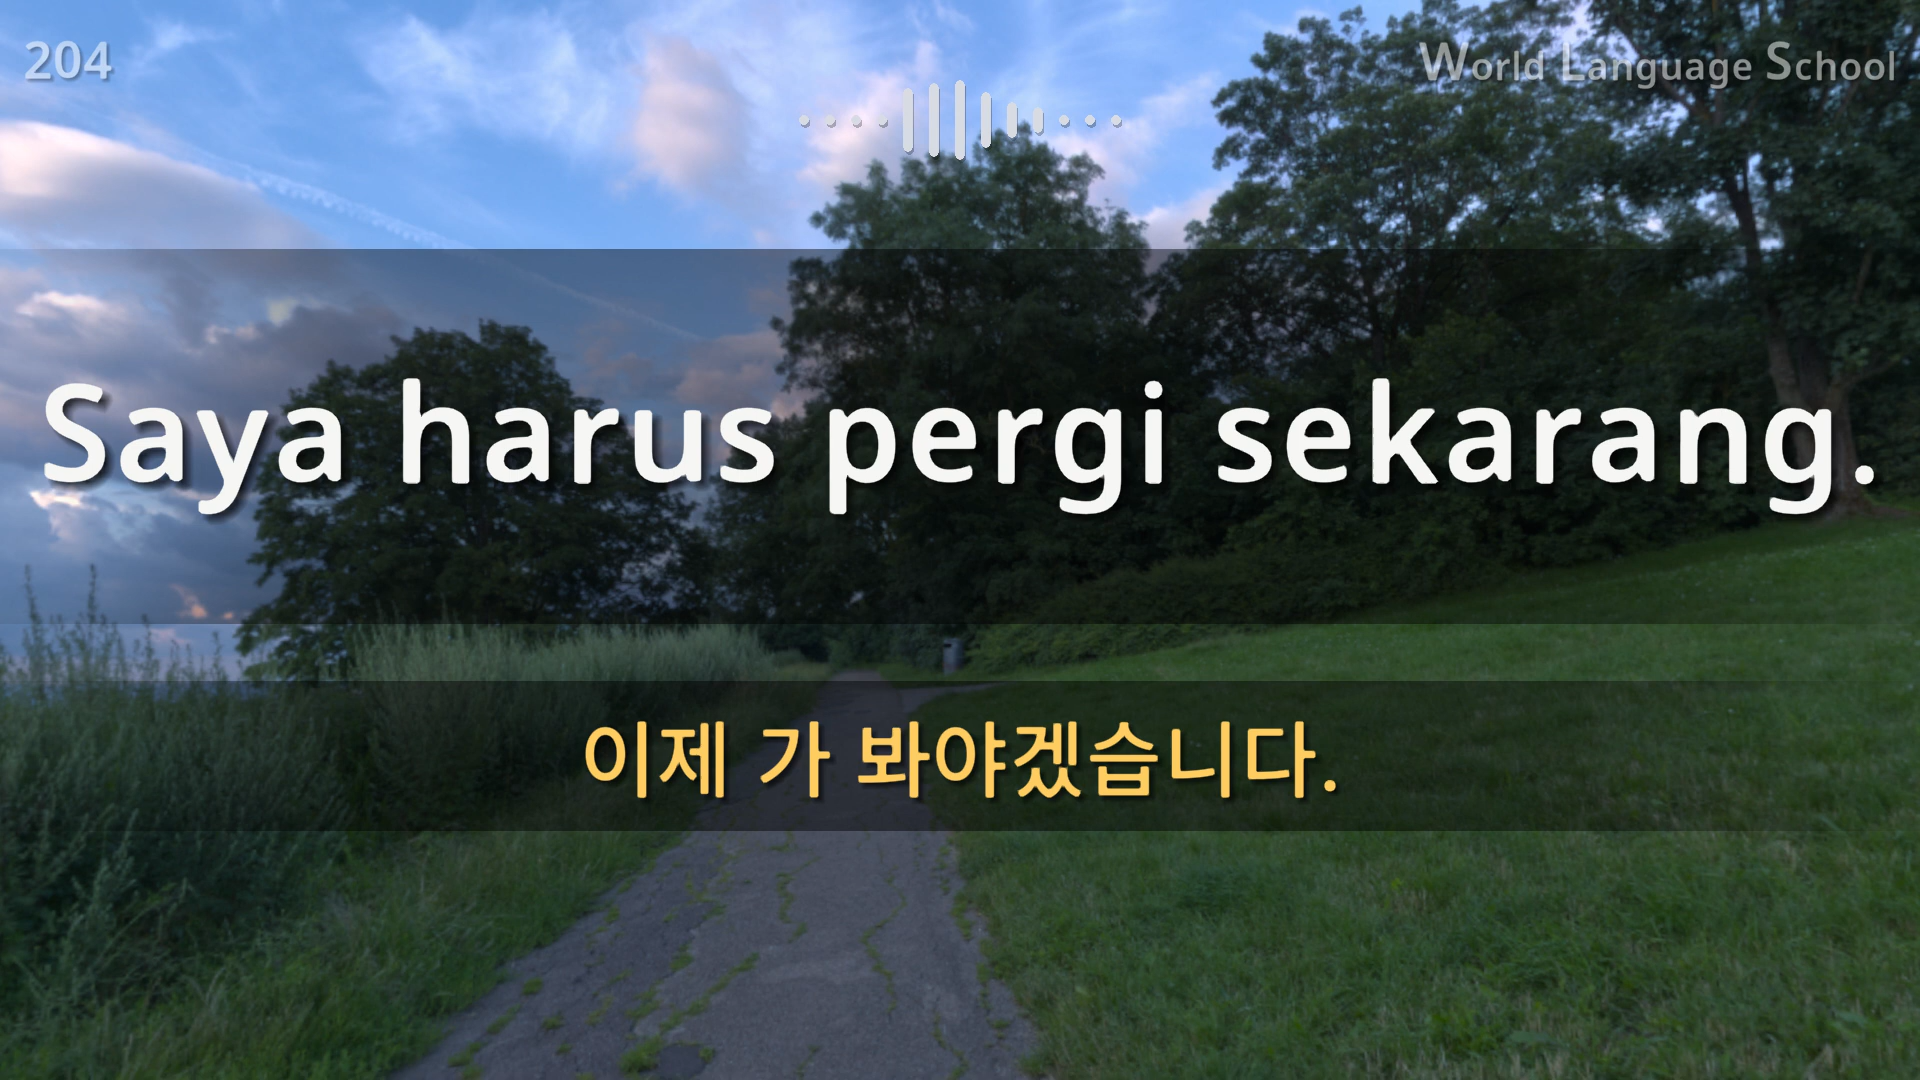 204
World Language School
Saya harus pergi sekarang.
이제 가 봐야겠습니다.